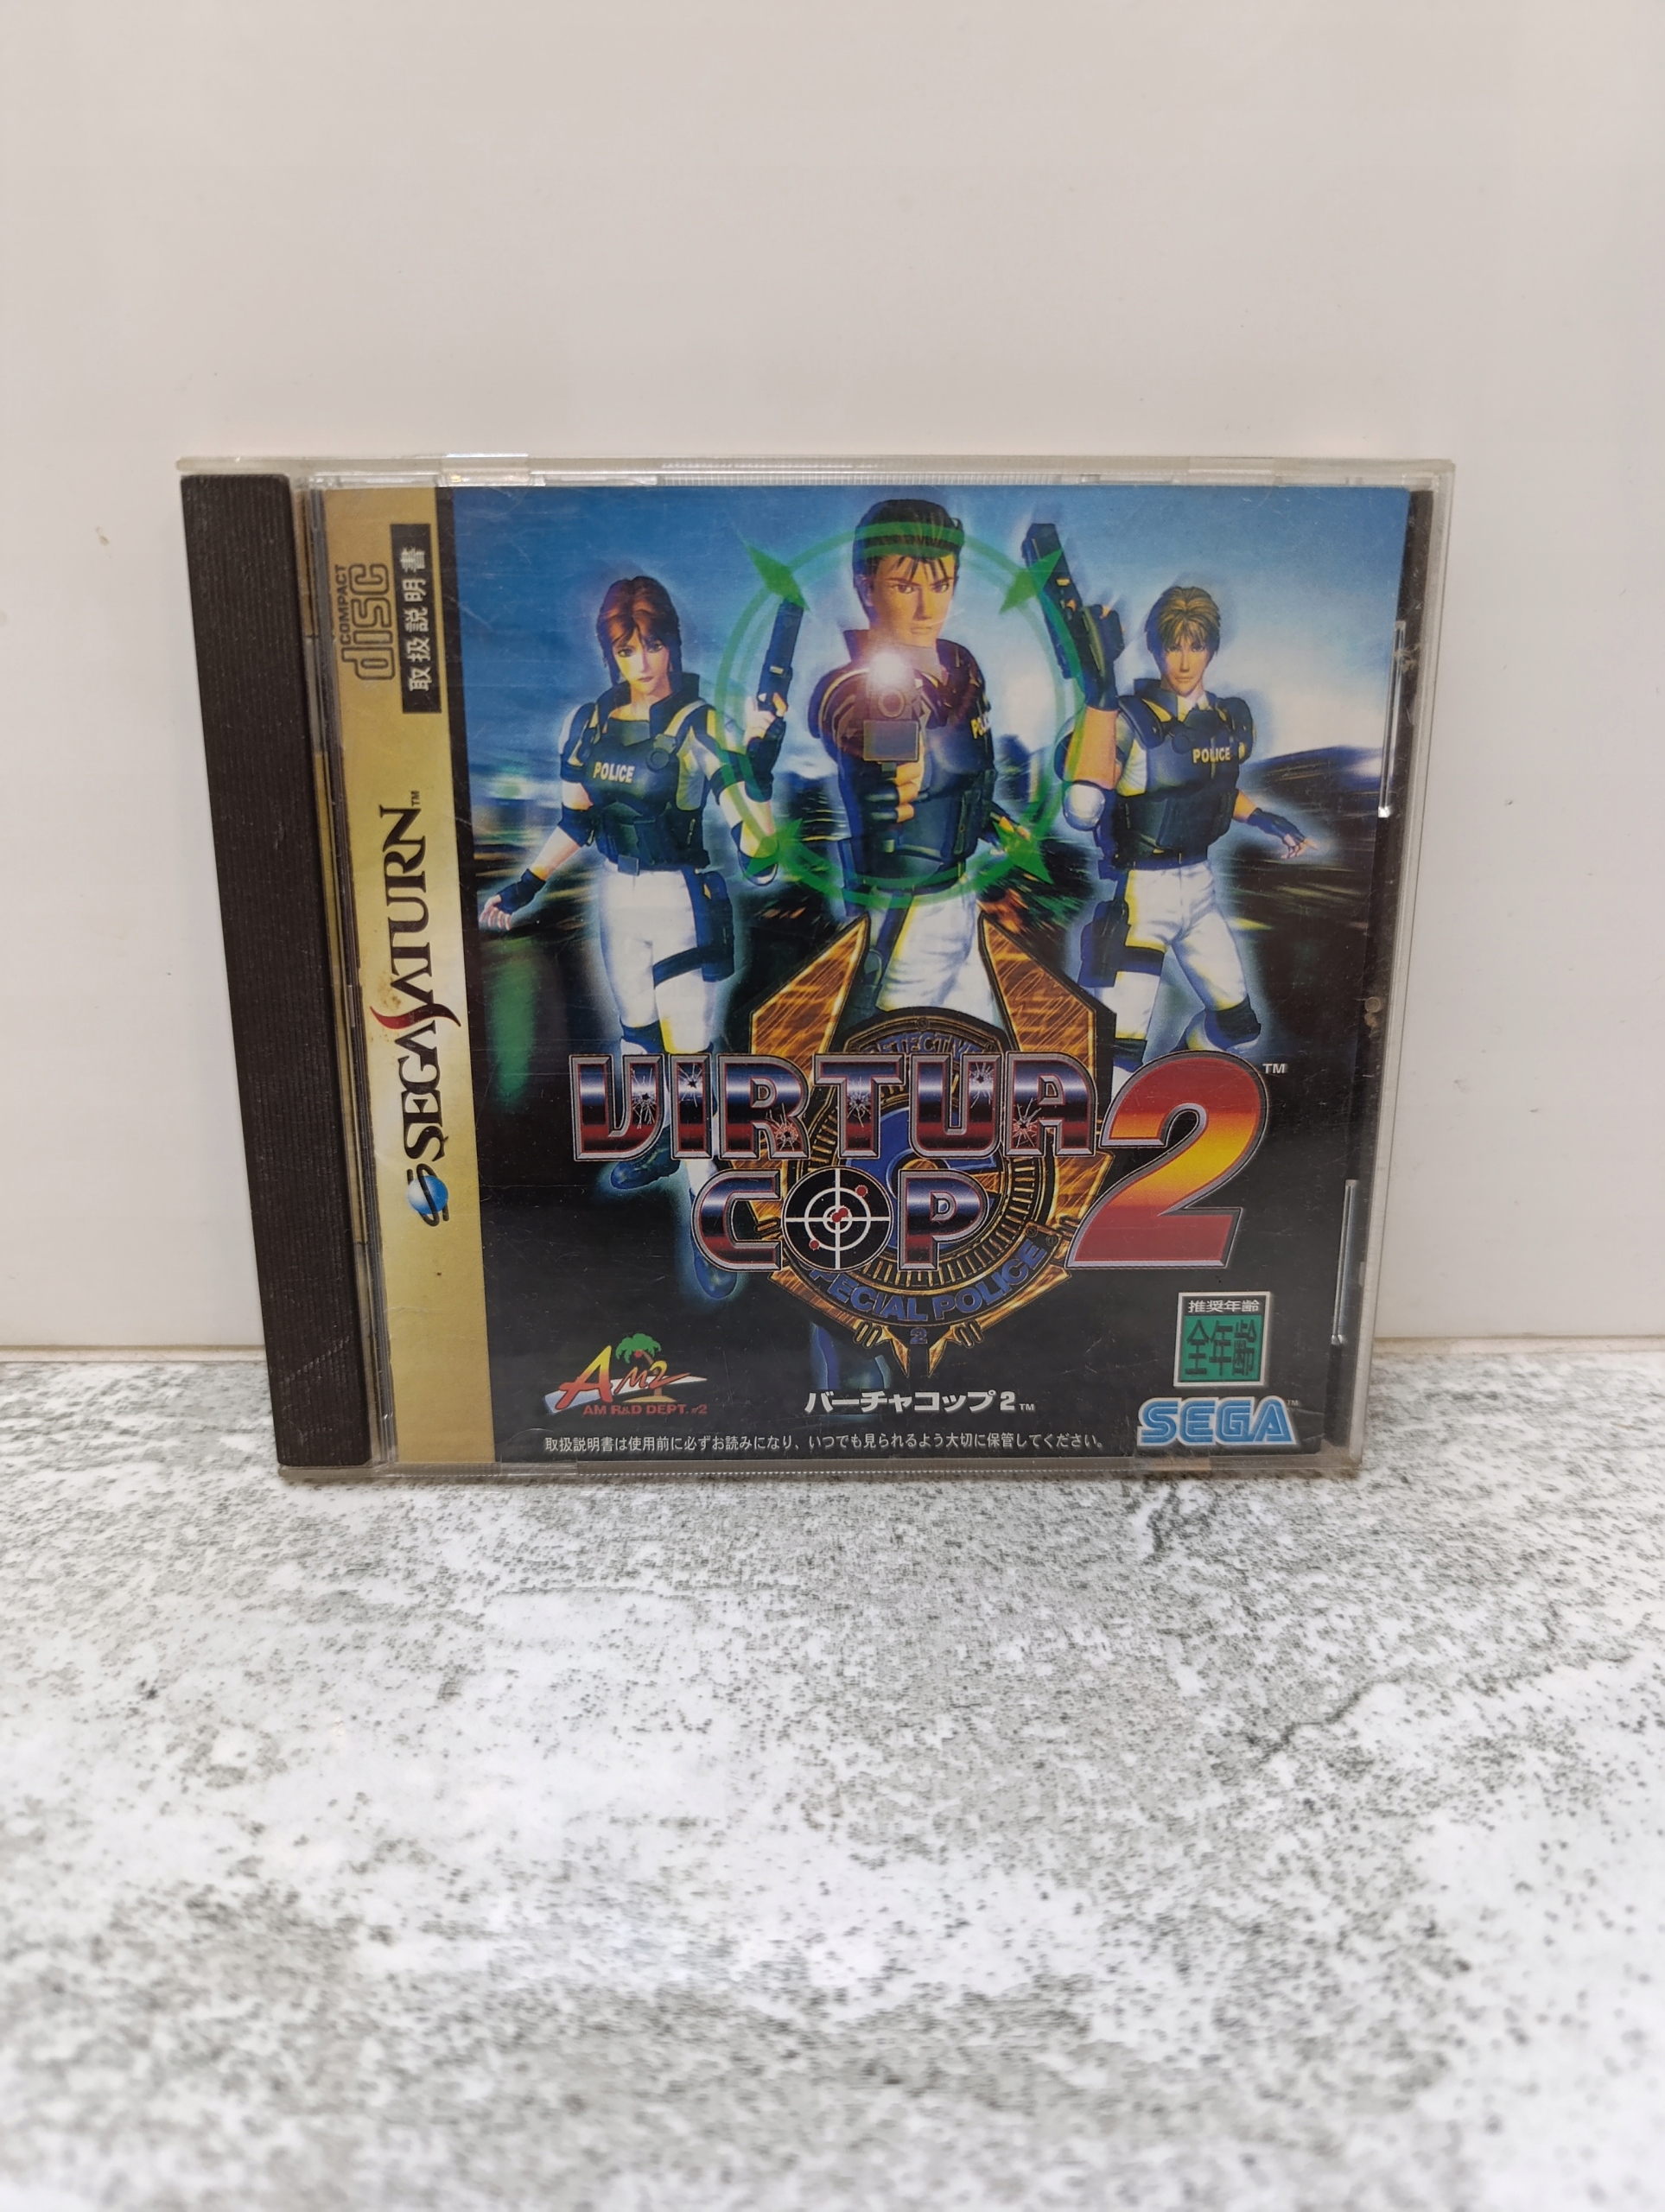 COMPACT
disc
取扱説明書
SEGA SATURN™
POLICE
POLICE
VIRTUA
COP 2™
SPECIAL POLICE
2
推奨年齢
全年齢
AM2
AM R&D DEPT.#2
バーチャコップ2™
SEGA™
取扱説明書は使用前に必ずお読みになり、いつでも見られるよう大切に保管してください。